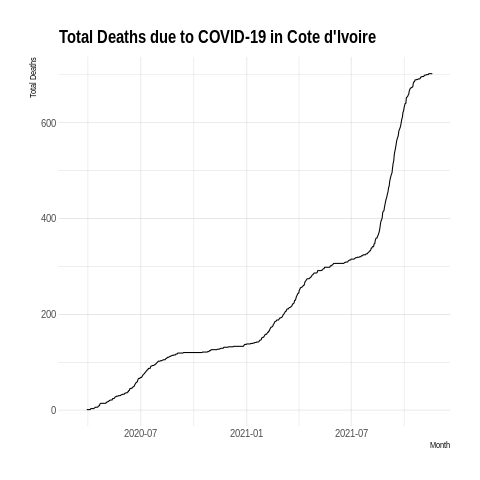 Total Deaths due to COVID-19 in Cote d'Ivoire
Total Deaths
600
400
200
0
2020-07 2021-01 2021-07
Month